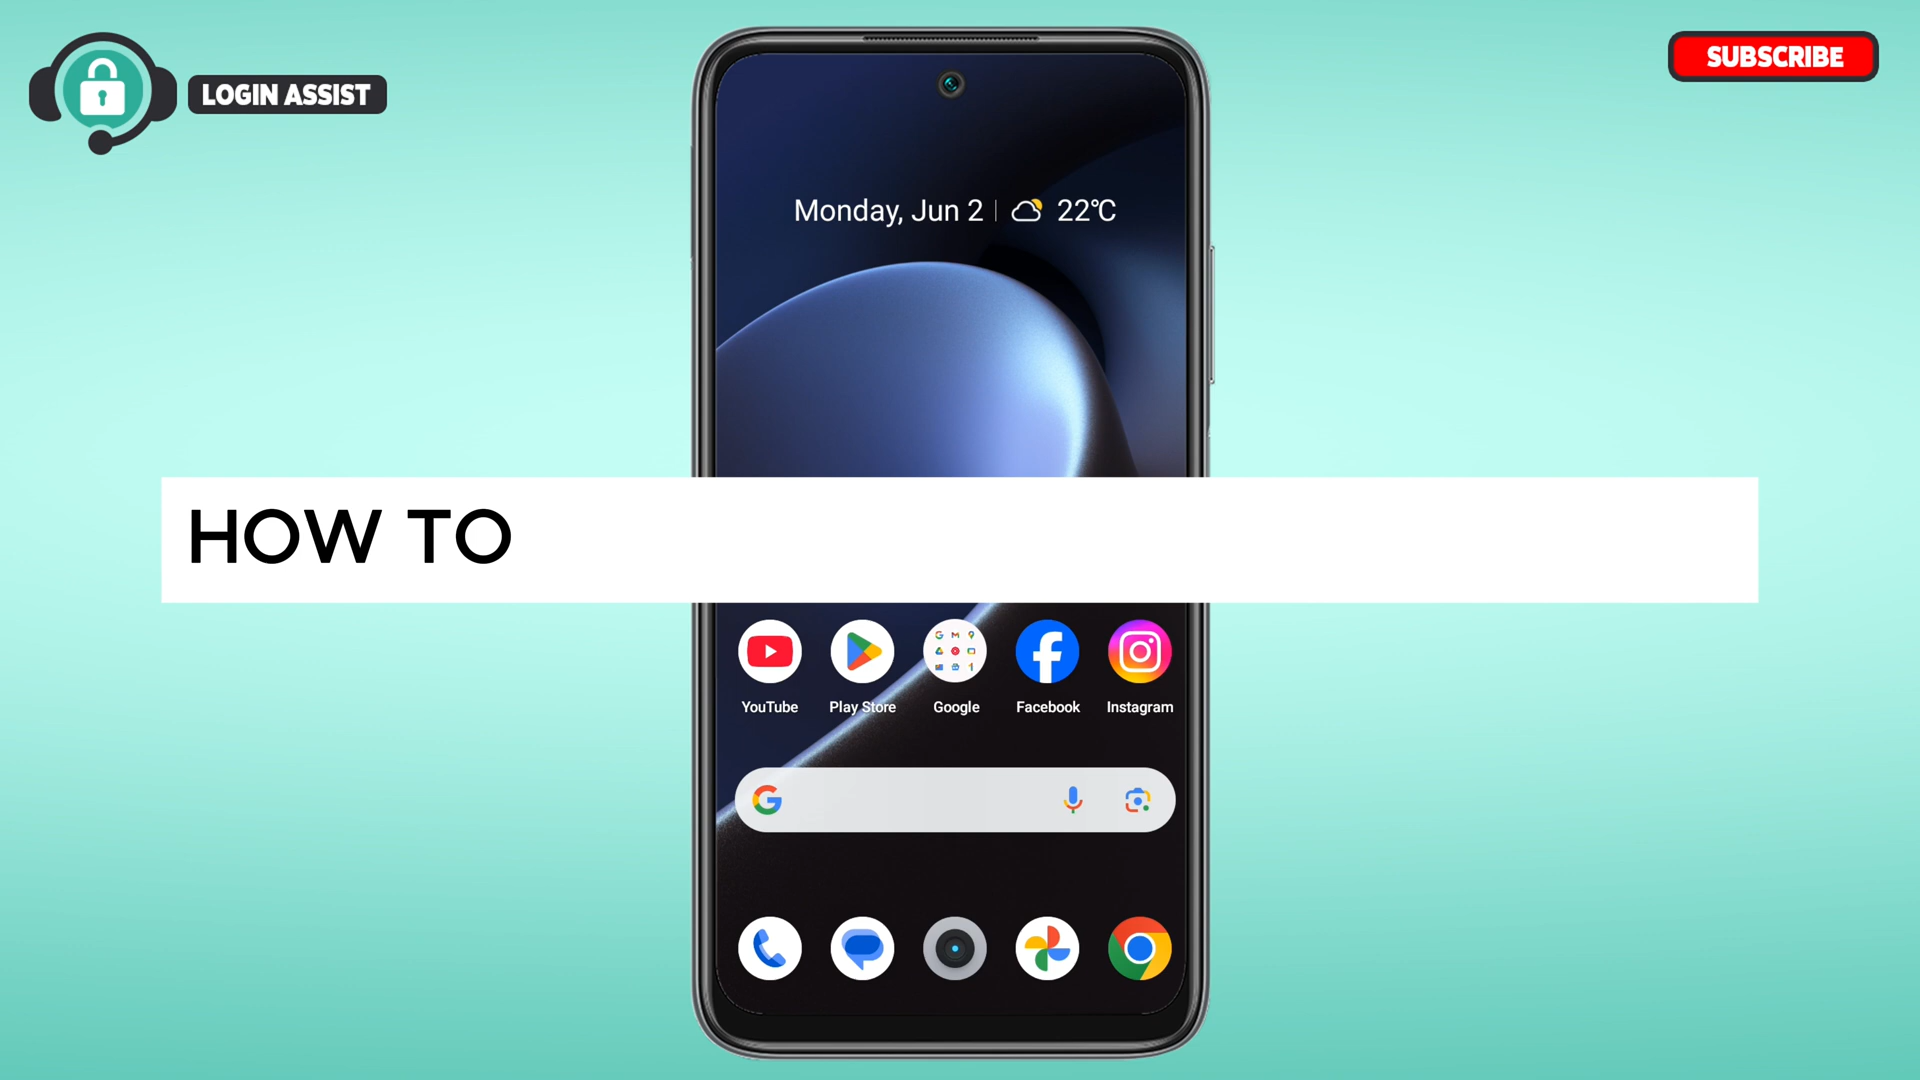 LOGIN ASSIST
SUBSCRIBE
Monday, Jun 2 22°C
HOW TO
YouTube Play Store Google Facebook Instagram